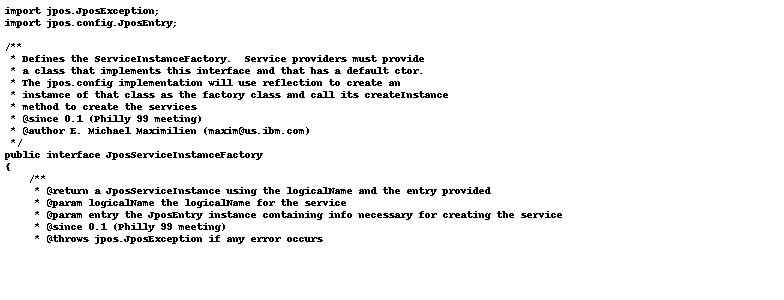 import jpos.JposException;
import jpos.config.JposEntry;

/**
 * Defines the ServiceInstanceFactory.  Service providers must provide
 * a class that implements this interface and that has a default ctor.
 * The jpos.config implementation will use reflection to create an
 * instance of that class as the factory class and call its createInstance
 * method to create the services
 * @since 0.1 (Philly 99 meeting)
 * @author E. Michael Maximilien (maxim@us.ibm.com)
 */
public interface JposServiceInstanceFactory
{
    /**
     * @return a JposServiceInstance using the logicalName and the entry provided
     * @param logicalName the logicalName for the service
     * @param entry the JposEntry instance containing info necessary for creating the service
     * @since 0.1 (Philly 99 meeting)
     * @throws jpos.JposException if any error occurs